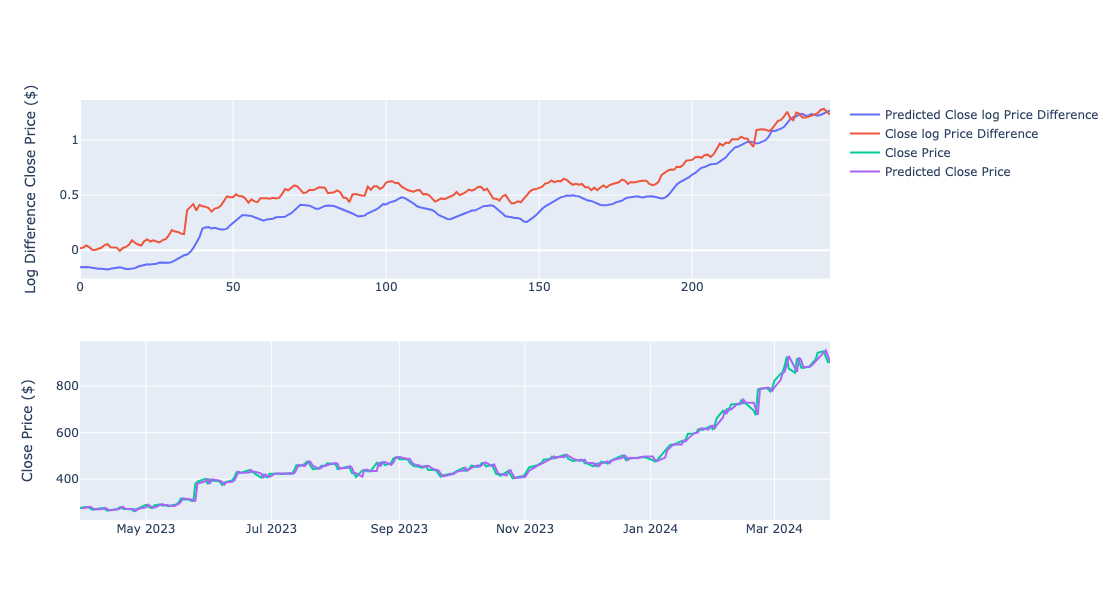 Log Difference Close Price ($)
1
0.5
0
0
50
100
150
200
Predicted Close log Price Difference
Close log Price Difference
Close Price
Predicted Close Price
Close Price ($)
800
600
400
May 2023
Jul 2023
Sep 2023
Nov 2023
Jan 2024
Mar 2024